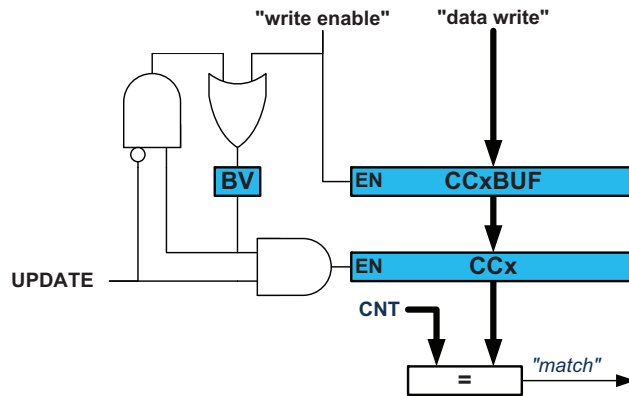 "write enable" "data write"
BV EN CCxBUF
EN CCx
UPDATE
CNT
= "match"